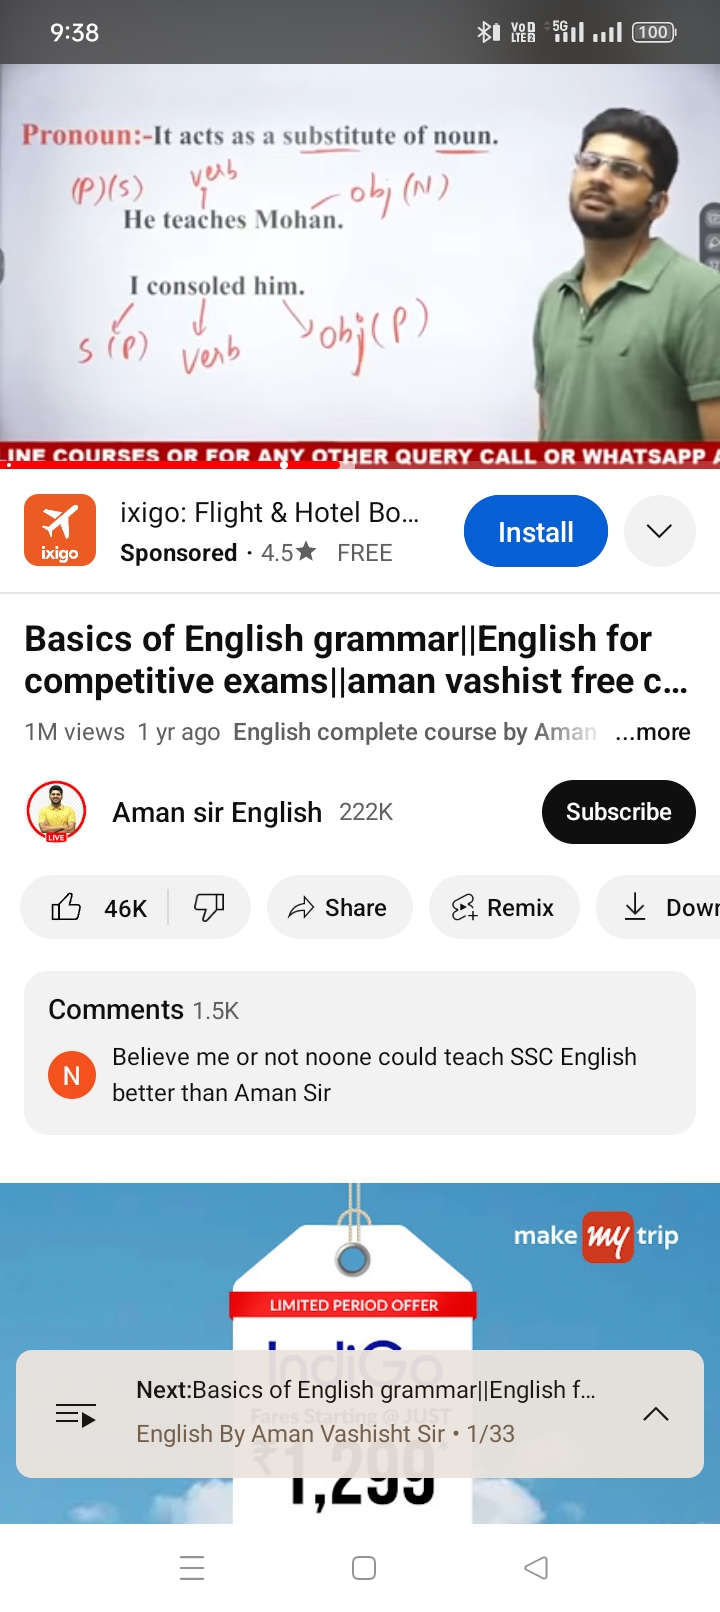 9:38
VoD
LTE2
5G
100
Pronoun:-It acts as a substitute of noun.
(P)(S) verb obj (N)
He teaches Mohan.
I consoled him.
S (P) verb obj(P)
INE COURSES OR FOR ANY OTHER QUERY CALL OR WHATSAPP A
ixigo
ixigo: Flight & Hotel Bo...
Sponsored · 4.5★ FREE
Install
Basics of English grammar||English for
competitive exams||aman vashist free c...
1M views 1 yr ago English complete course by Aman ...more
LIVE
Aman sir English 222K
Subscribe
46K
Share
Remix
Down
Comments 1.5K
N
Believe me or not noone could teach SSC English
better than Aman Sir
make my trip
LIMITED PERIOD OFFER
IndiGo
Next:Basics of English grammar||English f...
Fares Starting @ JUST
English By Aman Vashisht Sir • 1/33
₹1,299*